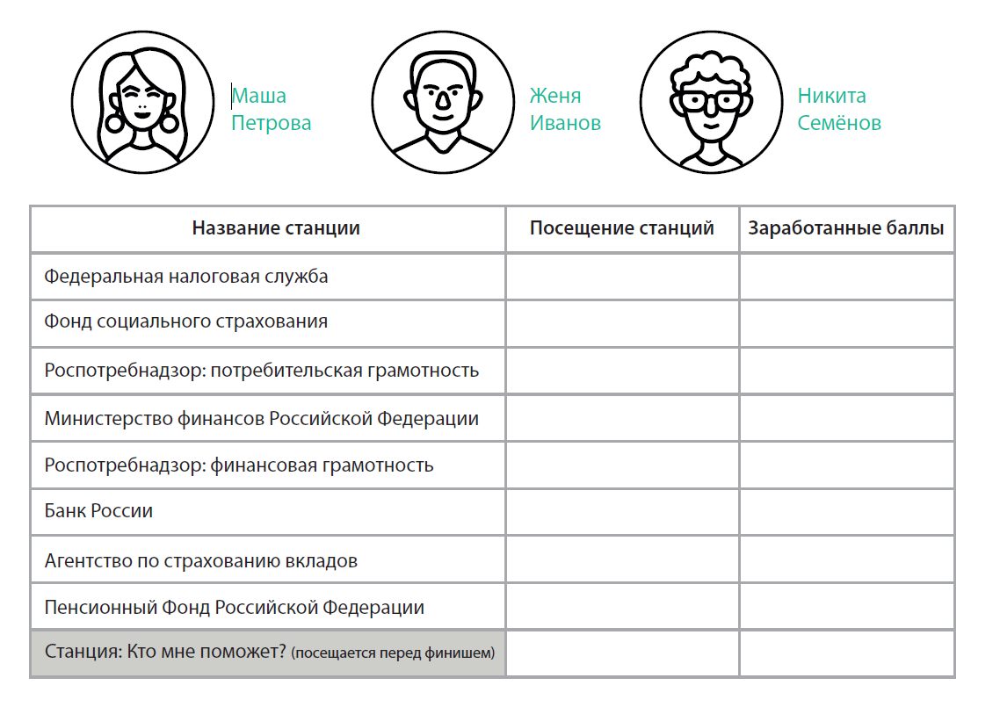 Маша
Петрова
Женя
Иванов
Никита
Семёнов
Название станции Посещение станций Заработанные баллы
Федеральная налоговая служба
Фонд социального страхования
Роспотребнадзор: потребительская грамотность
Министерство финансов Российской Федерации
Роспотребнадзор: финансовая грамотность
Банк России
Агентство по страхованию вкладов
Пенсионный Фонд Российской Федерации
Станция: Кто мне поможет? (посещается перед финишем)